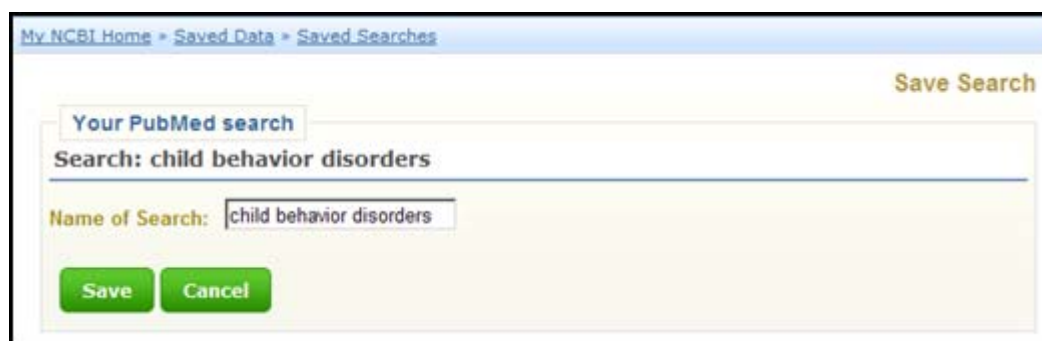 My NCBI Home » Saved Data » Saved Searches
Save Search
Your PubMed search
Search: child behavior disorders
Name of Search: child behavior disorders
Save Cancel